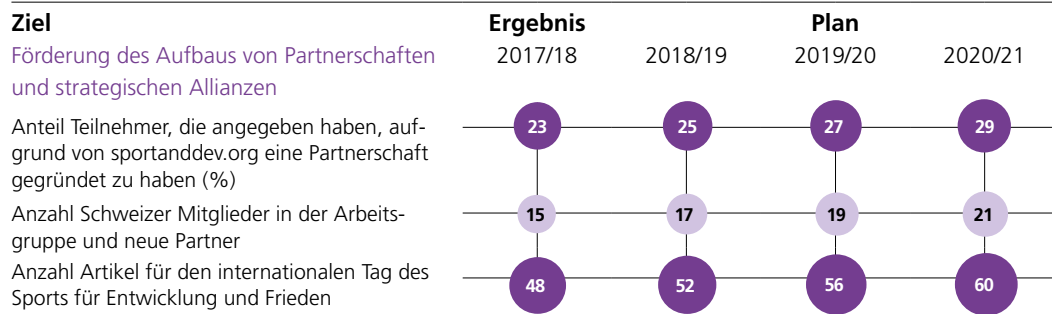 Ziel Ergebnis Plan
Förderung des Aufbaus von Partnerschaften 2017/18 2018/19 2019/20 2020/21
und strategischen Allianzen
Anteil Teilnehmer, die angegeben haben, auf- 23 25 27 29
grund von sportanddev.org eine Partnerschaft
gegründet zu haben (%)
Anzahl Schweizer Mitglieder in der Arbeits- 15 17 19 21
gruppe und neue Partner
Anzahl Artikel für den internationalen Tag des 48 52 56 60
Sports für Entwicklung und Frieden